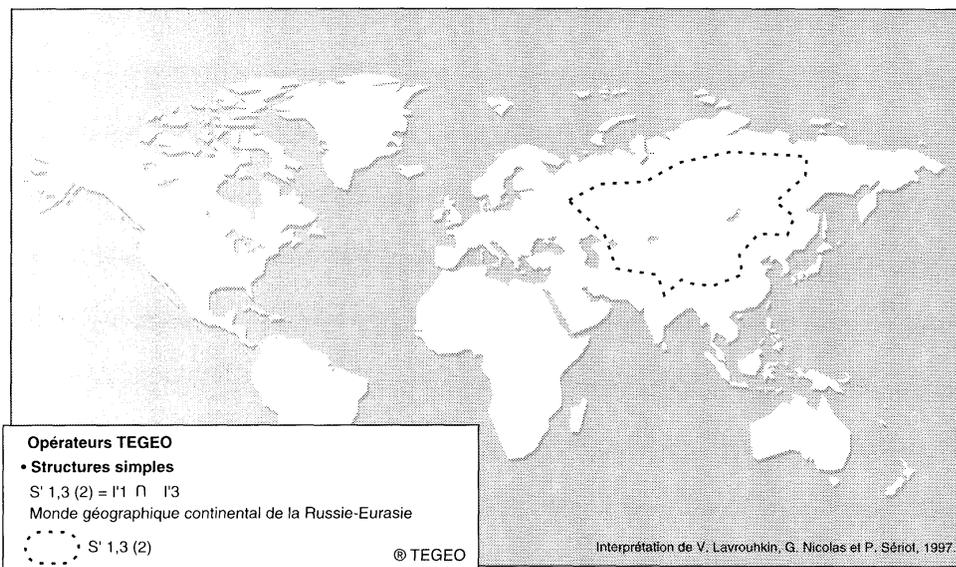 Opérateurs TEGEO
• Structures simples
S' 1,3 (2) = I'1 ∩ I'3
Monde géographique continental de la Russie-Eurasie
S' 1,3 (2)
® TEGEO
Interprétation de V. Lavrouhkin, G. Nicolas et P. Sériot, 1997.